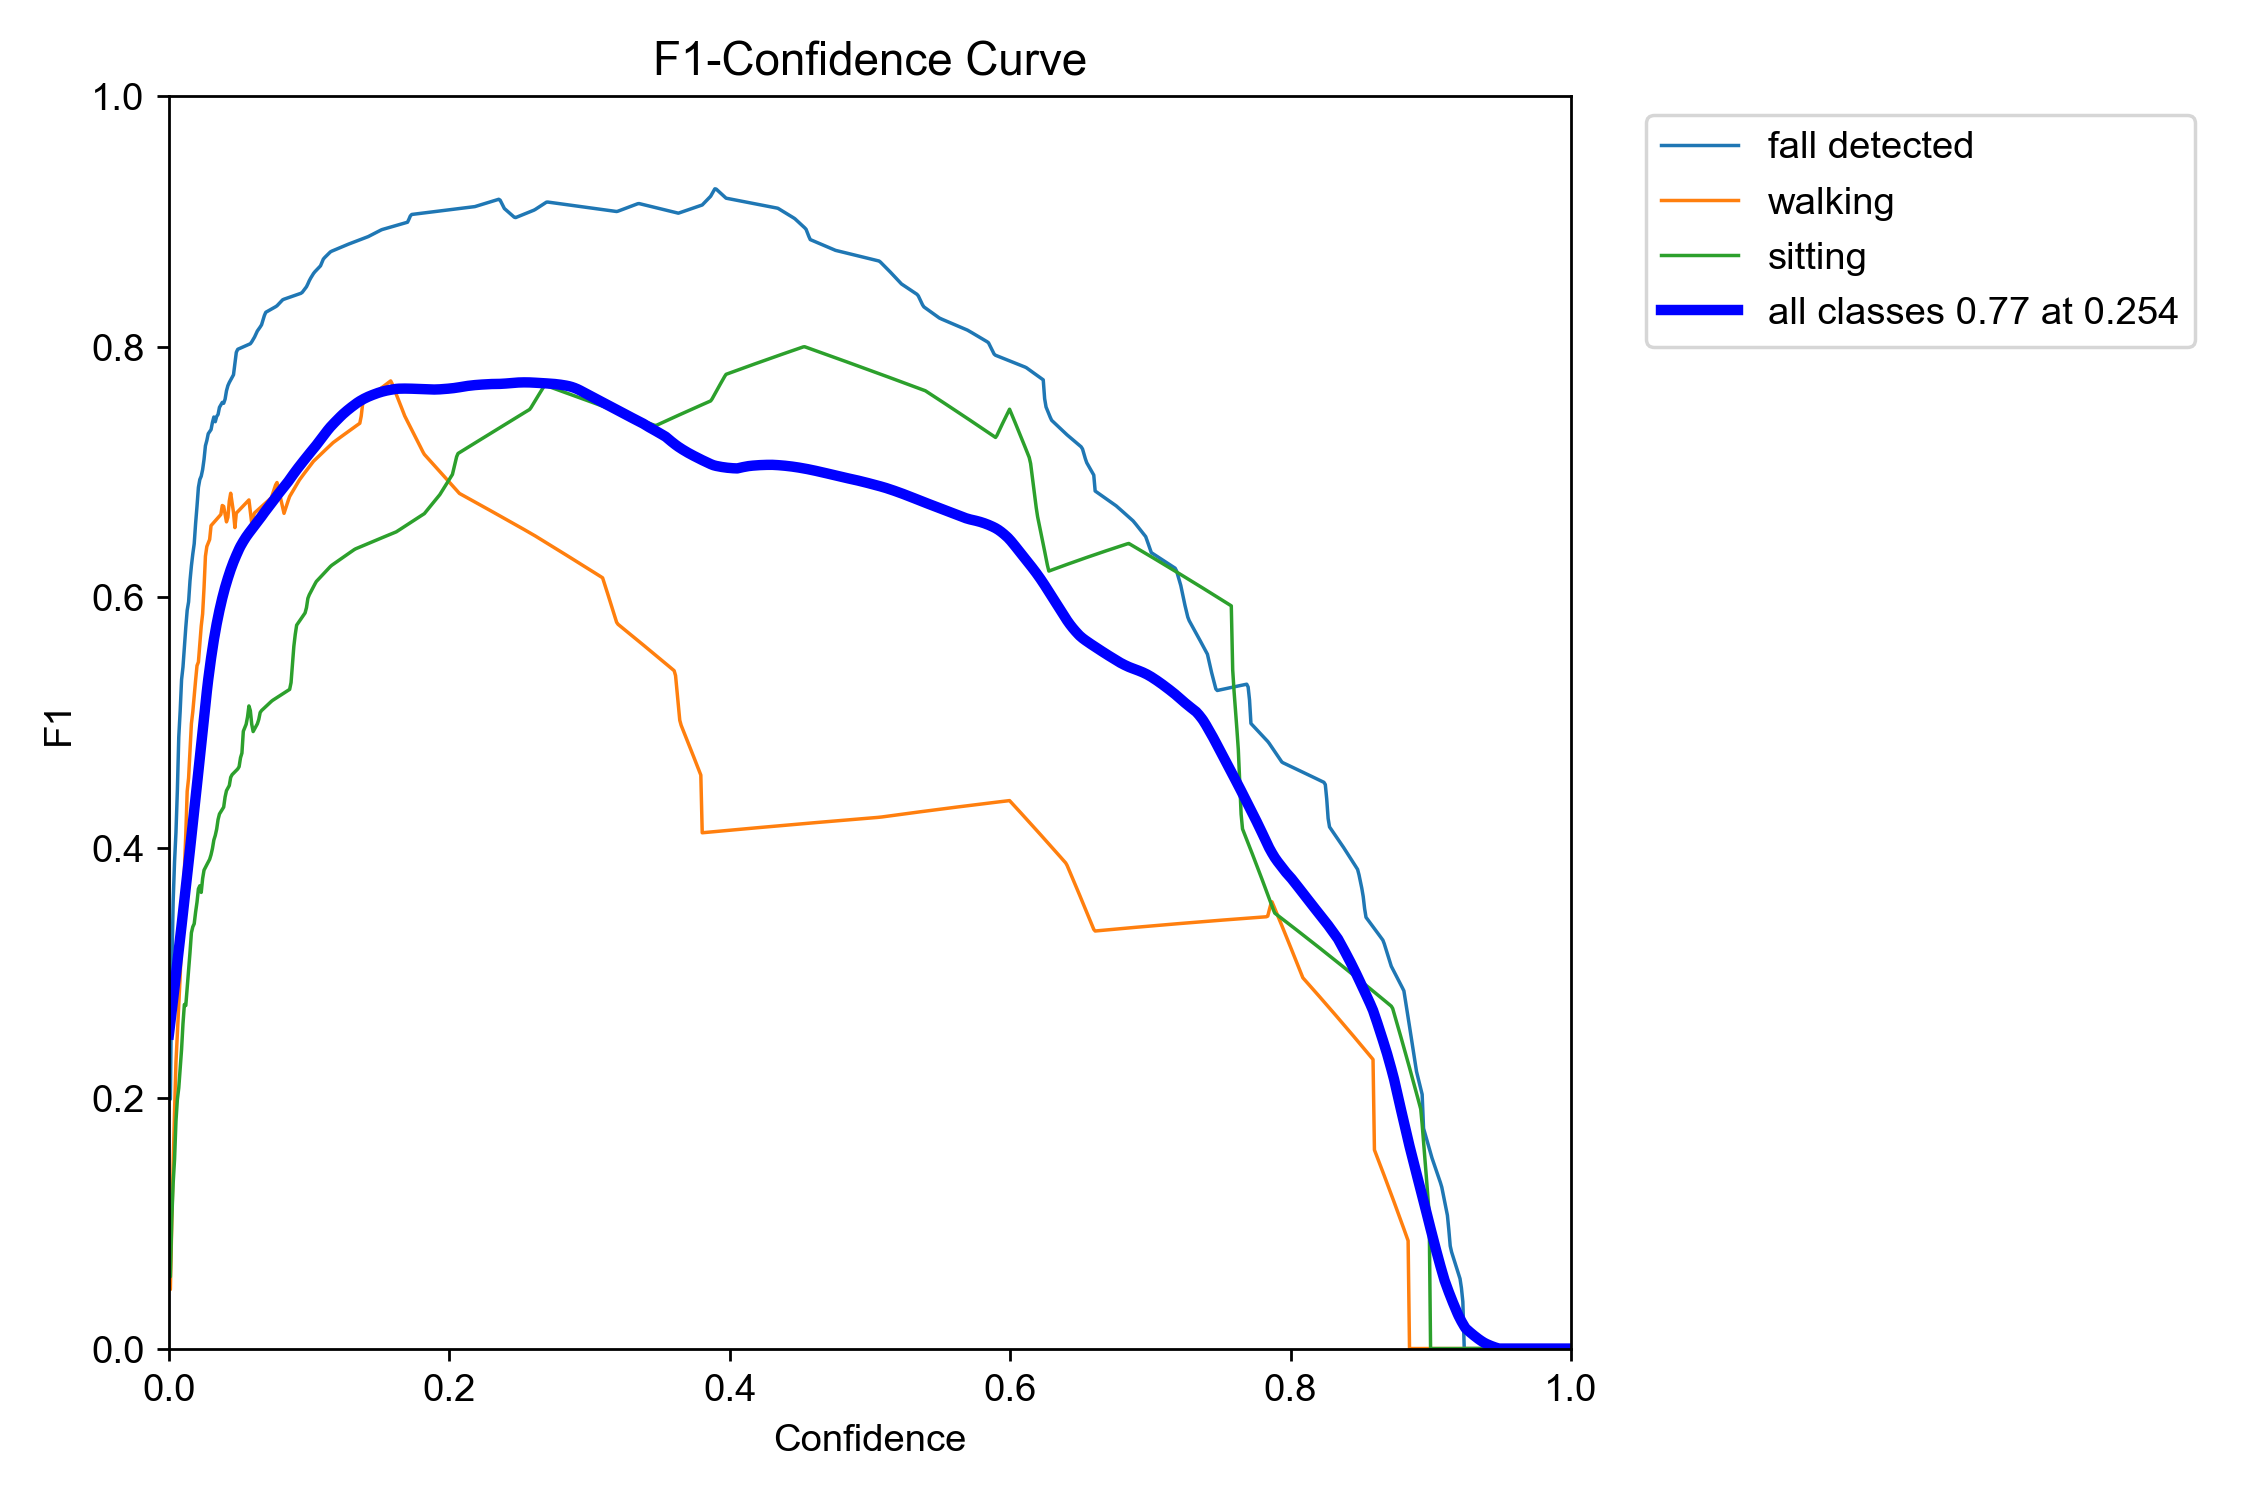 F1-Confidence Curve
1.0
0.8
0.6
0.4
0.2
0.0
F1
0.0 0.2 0.4 0.6 0.8 1.0
Confidence
fall detected
walking
sitting
all classes 0.77 at 0.254